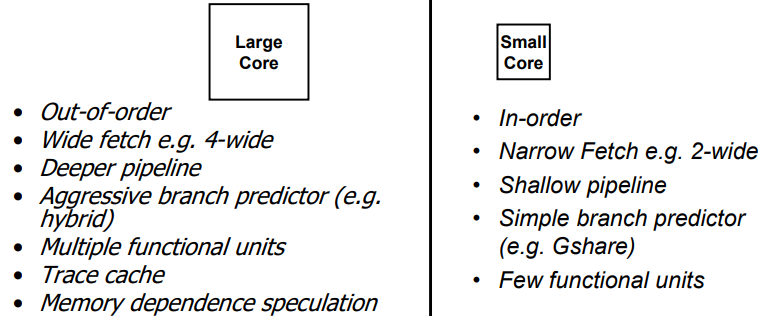 Large
Core
• Out-of-order
• Wide fetch e.g. 4-wide
• Deeper pipeline
• Aggressive branch predictor (e.g.
hybrid)
• Multiple functional units
• Trace cache
• Memory dependence speculation
Small
Core
• In-order
• Narrow Fetch e.g. 2-wide
• Shallow pipeline
• Simple branch predictor
(e.g. Gshare)
• Few functional units